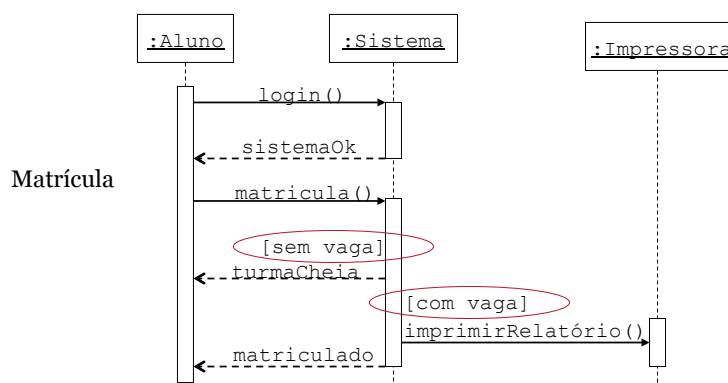 :Aluno
:Sistema
:Impressora
login()
sistemaOk
Matrícula
matricula()
[sem vaga]
turmaCheia
[com vaga]
imprimirRelatório()
matriculado